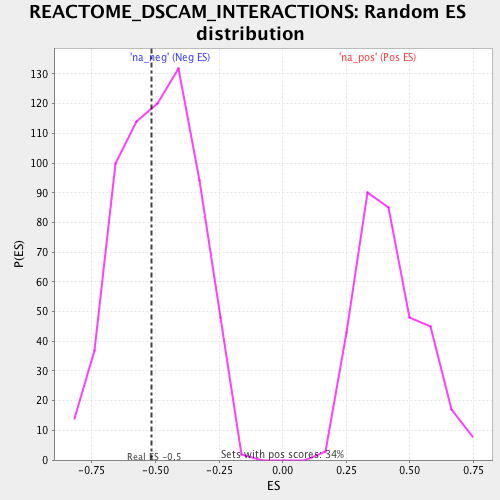 REACTOME_DSCAM_INTERACTIONS: Random ES
distribution
'na_neg' (Neg ES)
'na_pos' (Pos ES)
130
120
110
100
90
80
70
60
50
40
30
20
10
0
P(ES)
Real ES -0.5
Sets with pos scores: 34%
-0.75
-0.50
-0.25
0.00
0.25
0.50
0.75
ES